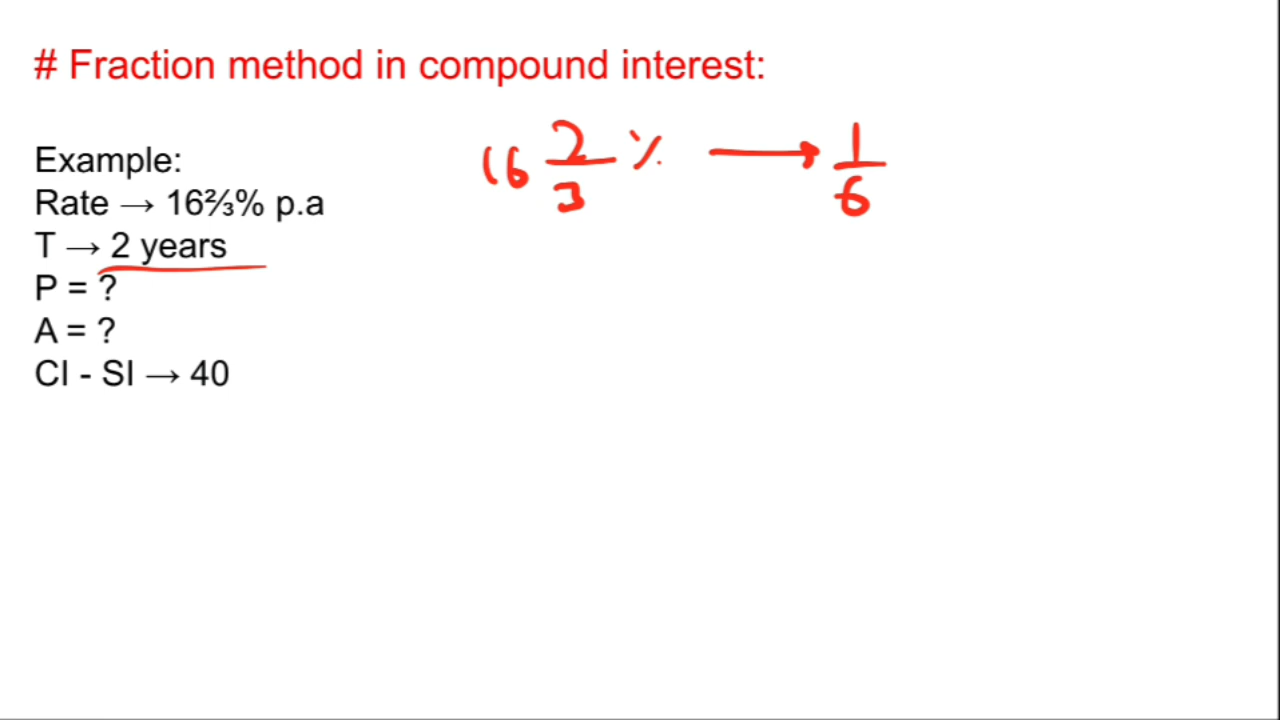 # Fraction method in compound interest:
16 2/3 % → 1/6
Example:
Rate → 16⅔% p.a
T → 2 years
P = ?
A = ?
CI - SI → 40